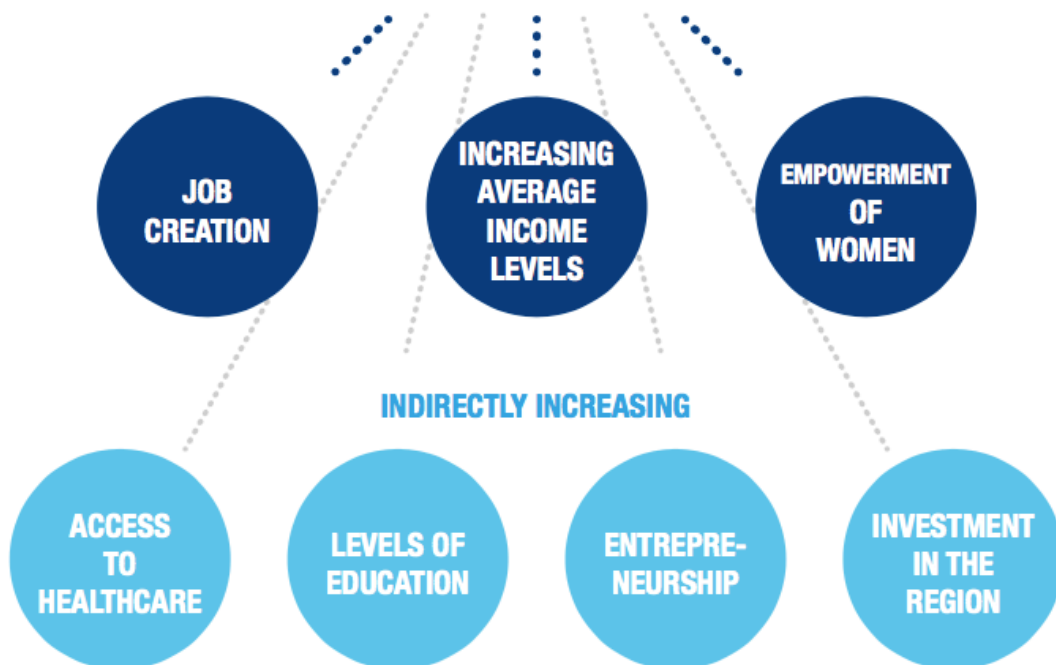 JOB
CREATION
INCREASING
AVERAGE
INCOME
LEVELS
EMPOWERMENT
OF
WOMEN
INDIRECTLY INCREASING
ACCESS
TO
HEALTHCARE
LEVELS OF
EDUCATION
ENTREPRE-
NEURSHIP
INVESTMENT
IN THE
REGION